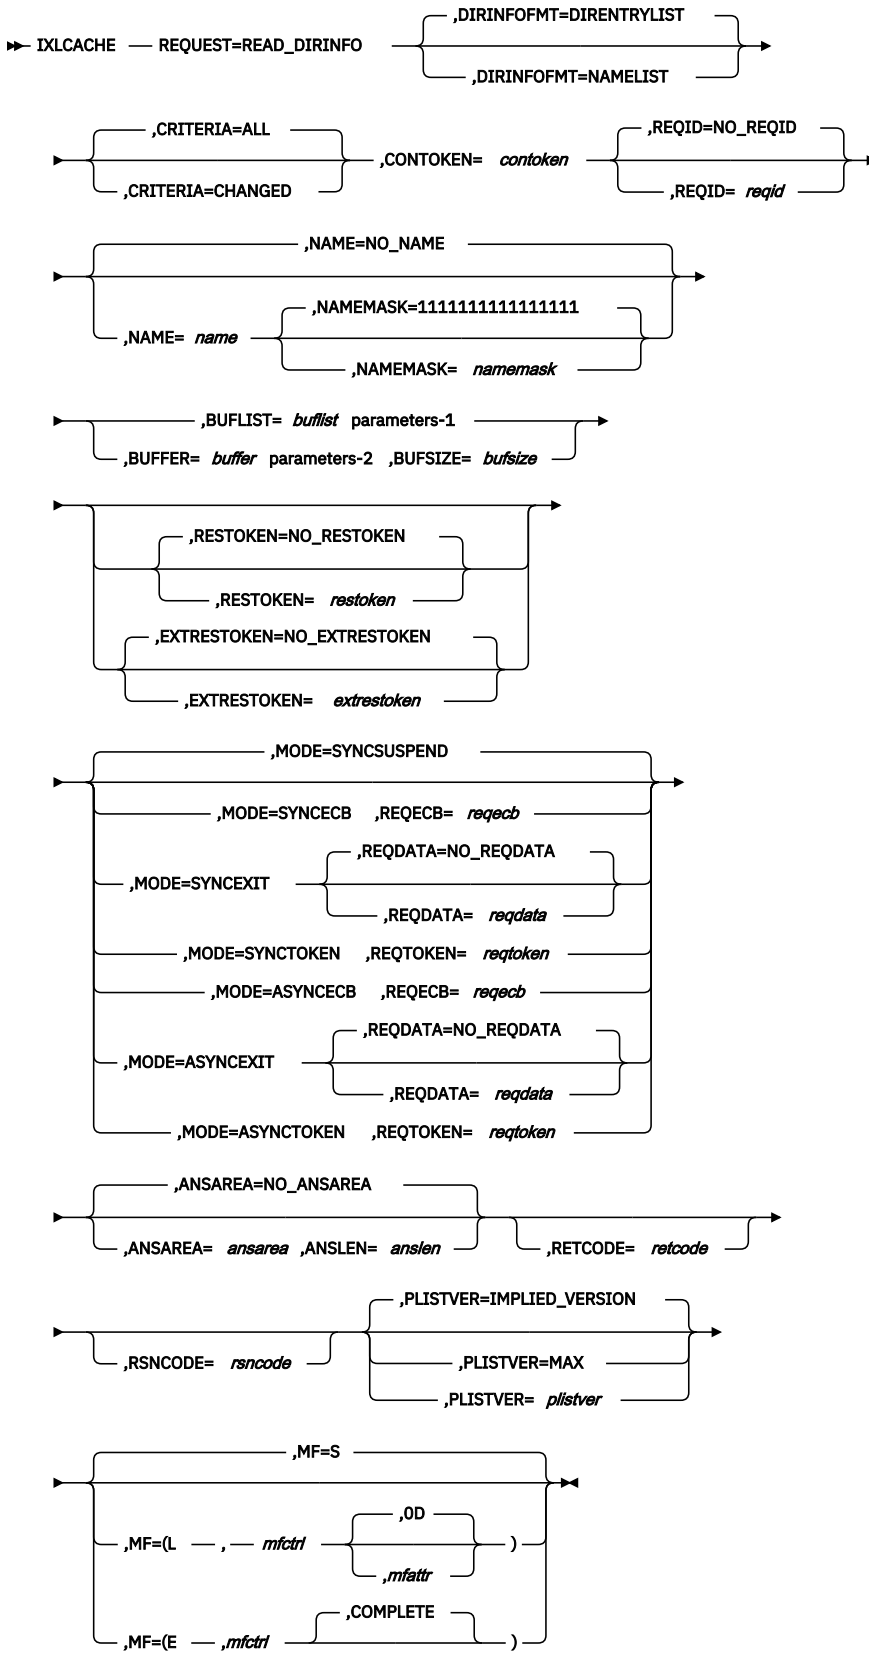 IXLCACHE REQUEST=READ_DIRINFO ,DIRINFOFMT=DIRENTRYLIST
,DIRINFOFMT=NAMELIST
,CRITERIA=ALL
,CRITERIA=CHANGED
,CONTOKEN= contoken
,REQID=NO_REQID
,REQID= reqid
,NAME=NO_NAME
,NAME= name
,NAMEMASK=1111111111111111
,NAMEMASK= namemask
,BUFLIST= buflist parameters-1
,BUFFER= buffer parameters-2 ,BUFSIZE= bufsize
,RESTOKEN=NO_RESTOKEN
,RESTOKEN= restoken
,EXTRESTOKEN=NO_EXTRESTOKEN
,EXTRESTOKEN= extrestoken
,MODE=SYNCSUSPEND
,MODE=SYNCECB ,REQECB= reqecb
,MODE=SYNCEXIT
,REQDATA=NO_REQDATA
,REQDATA= reqdata
,MODE=SYNCTOKEN ,REQTOKEN= reqtoken
,MODE=ASYNCECB ,REQECB= reqecb
,MODE=ASYNCEXIT
,REQDATA=NO_REQDATA
,REQDATA= reqdata
,MODE=ASYNCTOKEN ,REQTOKEN= reqtoken
,ANSAREA=NO_ANSAREA
,ANSAREA= ansarea ,ANSLEN= anslen
,RETCODE= retcode
,RSNCODE= rsncode
,PLISTVER=IMPLIED_VERSION
,PLISTVER=MAX
,PLISTVER= plistver
,MF=S
,MF=(L , mfctrl
,0D
,mfattr
)
,MF=(E ,mfctrl
,COMPLETE
)